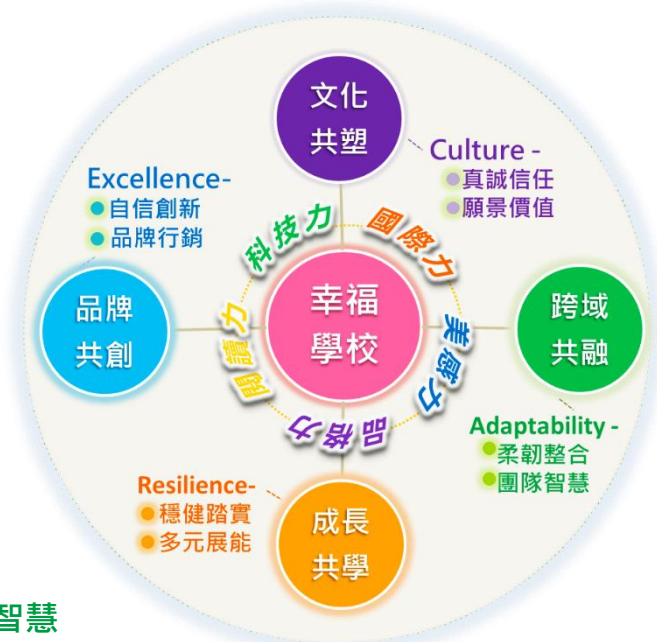 文化
共塑
Culture -
真誠信任
願景價值
Excellence-
自信創新
品牌行銷
科技力
國際力
品牌
共創
幸福
學校
跨域
共融
閱讀力
美感力
品格力
Adaptability -
柔韌整合
團隊智慧
Resilience-
穩健踏實
多元展能
成長
共學
智慧